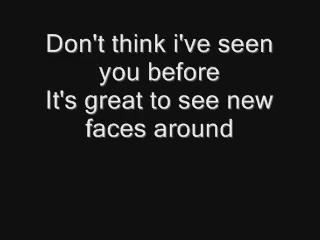 Don't think i've seen
you before
It's great to see new
faces around